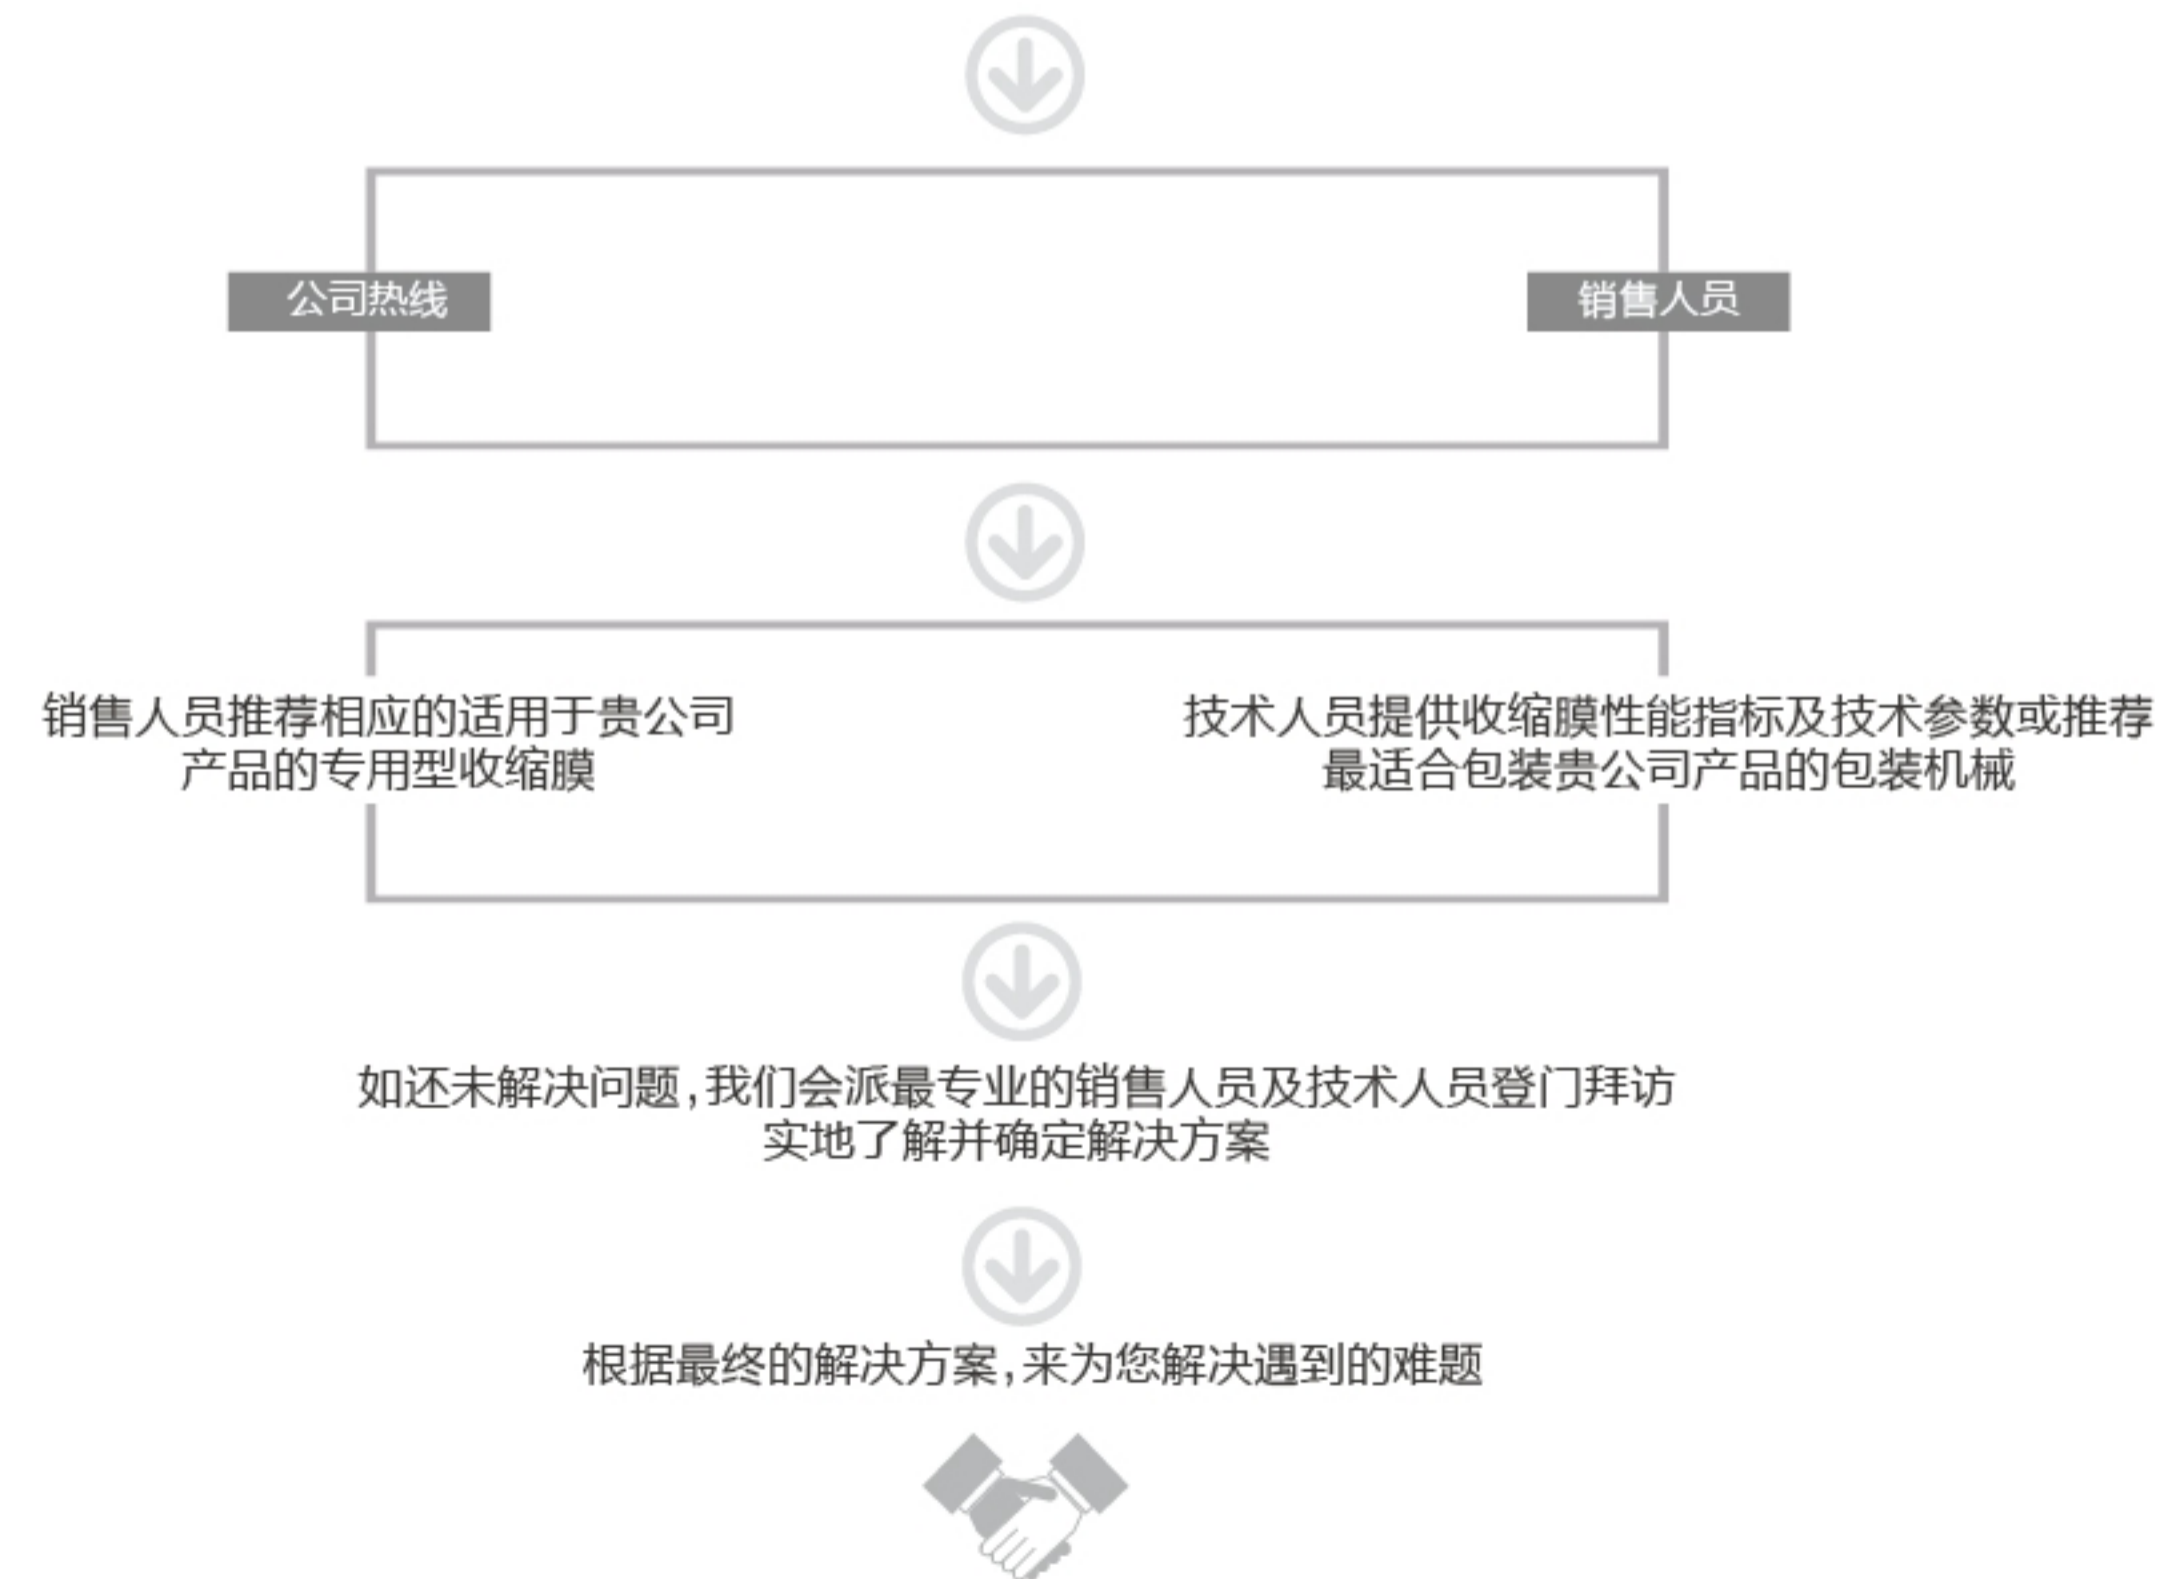 公司热线
销售人员
销售人员推荐相应的适用于贵公司
产品的专用型收缩膜
技术人员提供收缩膜性能指标及技术参数或推荐
最适合包装贵公司产品的包装机械
如还未解决问题,我们会派最专业的销售人员及技术人员登门拜访
实地了解并确定解决方案
根据最终的解决方案,来为您解决遇到的难题